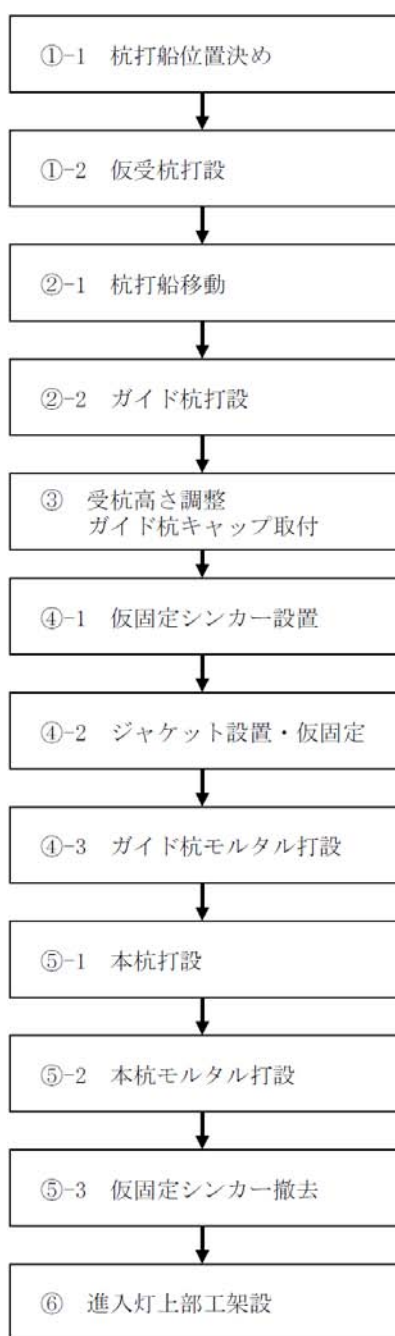 ①-1 杭打船位置決め
①-2 仮受杭打設
②-1 杭打船移動
②-2 ガイド杭打設
③ 受杭高さ調整
ガイド杭キャップ取付
④-1 仮固定シンカー設置
④-2 ジャケット設置・仮固定
④-3 ガイド杭モルタル打設
⑤-1 本杭打設
⑤-2 本杭モルタル打設
⑤-3 仮固定シンカー撤去
⑥ 進入灯上部工架設